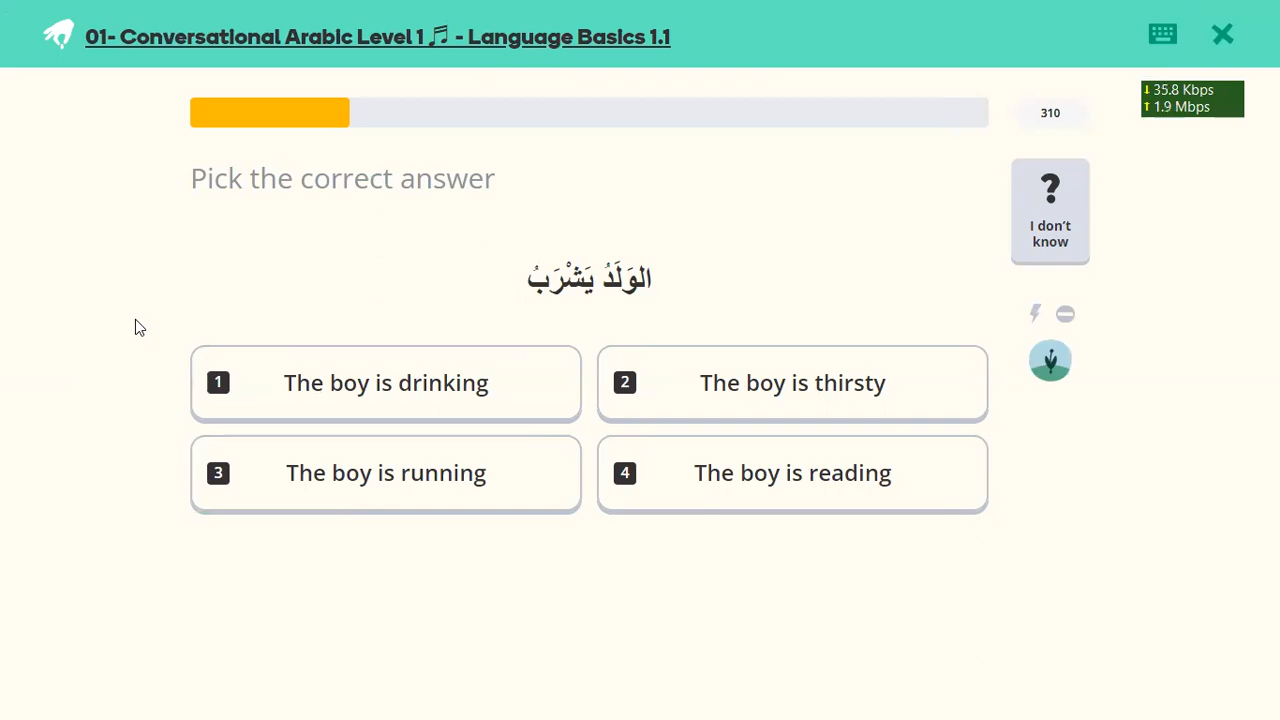 01- Conversational Arabic Level 1 🎵 - Language Basics 1.1
↓ 35.8 Kbps
↑ 1.9 Mbps
310
Pick the correct answer
?
I don't
know
الوَلَدُ يَشْرَبُ
1 The boy is drinking
2 The boy is thirsty
3 The boy is running
4 The boy is reading